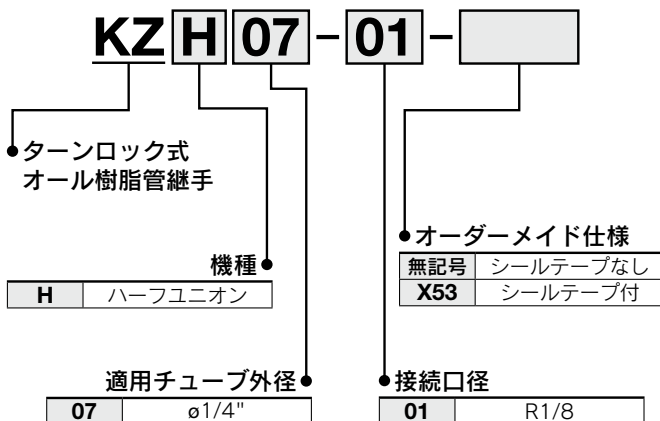 KZH07-01-
ターンロック式
オール樹脂管継手
オーダーメイド仕様
無記号 シールテープなし
X53 シールテープ付
機種
H ハーフユニオン
適用チューブ外径
07 ø1/4"
接続口径
01 R1/8